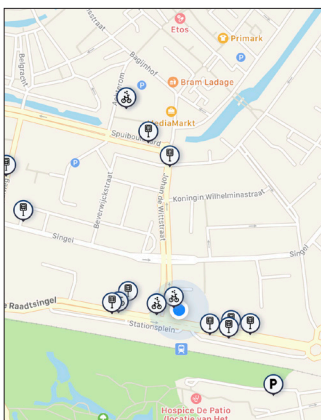 Etos
Primark
Bagijnhof
Bram Ladage
MediaMarkt
Spuiboulevard
Johan de Wittstraat
Koningin Wilhelminastraat
Beverwijckstraat
Singel
Singel
e Raadtsingel
Stationsplein
P
Hospice De Patio
(locatie van Het